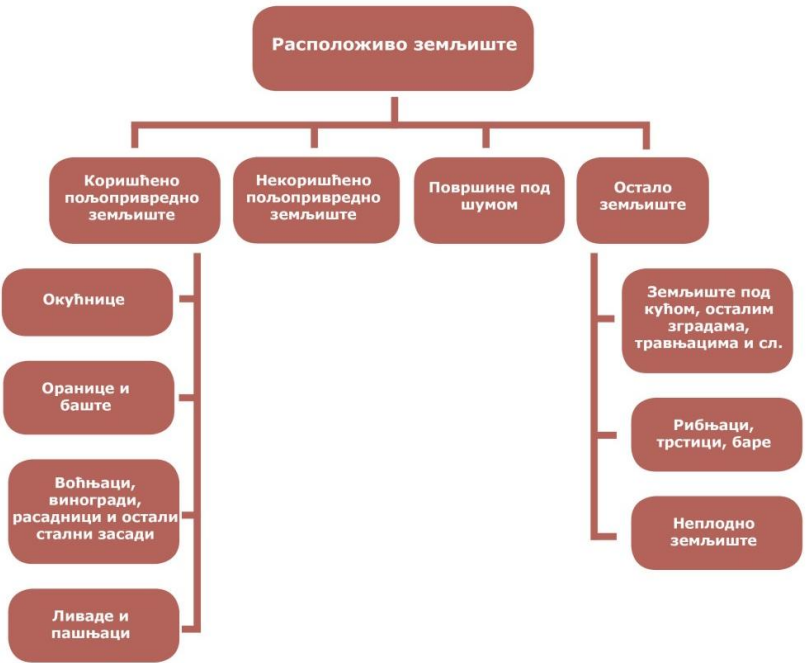 Расположиво земљиште
Коришћено
пољопривредно
земљиште
Некоришћено
пољопривредно
земљиште
Површине под
шумом
Остало
земљиште
Окућнице
Оранице и
баште
Воћњаци,
виногради,
расадници и остали
стални засади
Ливаде и
пашњаци
Земљиште под
кућом, осталим
зградама,
травњацима и сл.
Рибњаци,
трстици, баре
Неплодно
земљиште